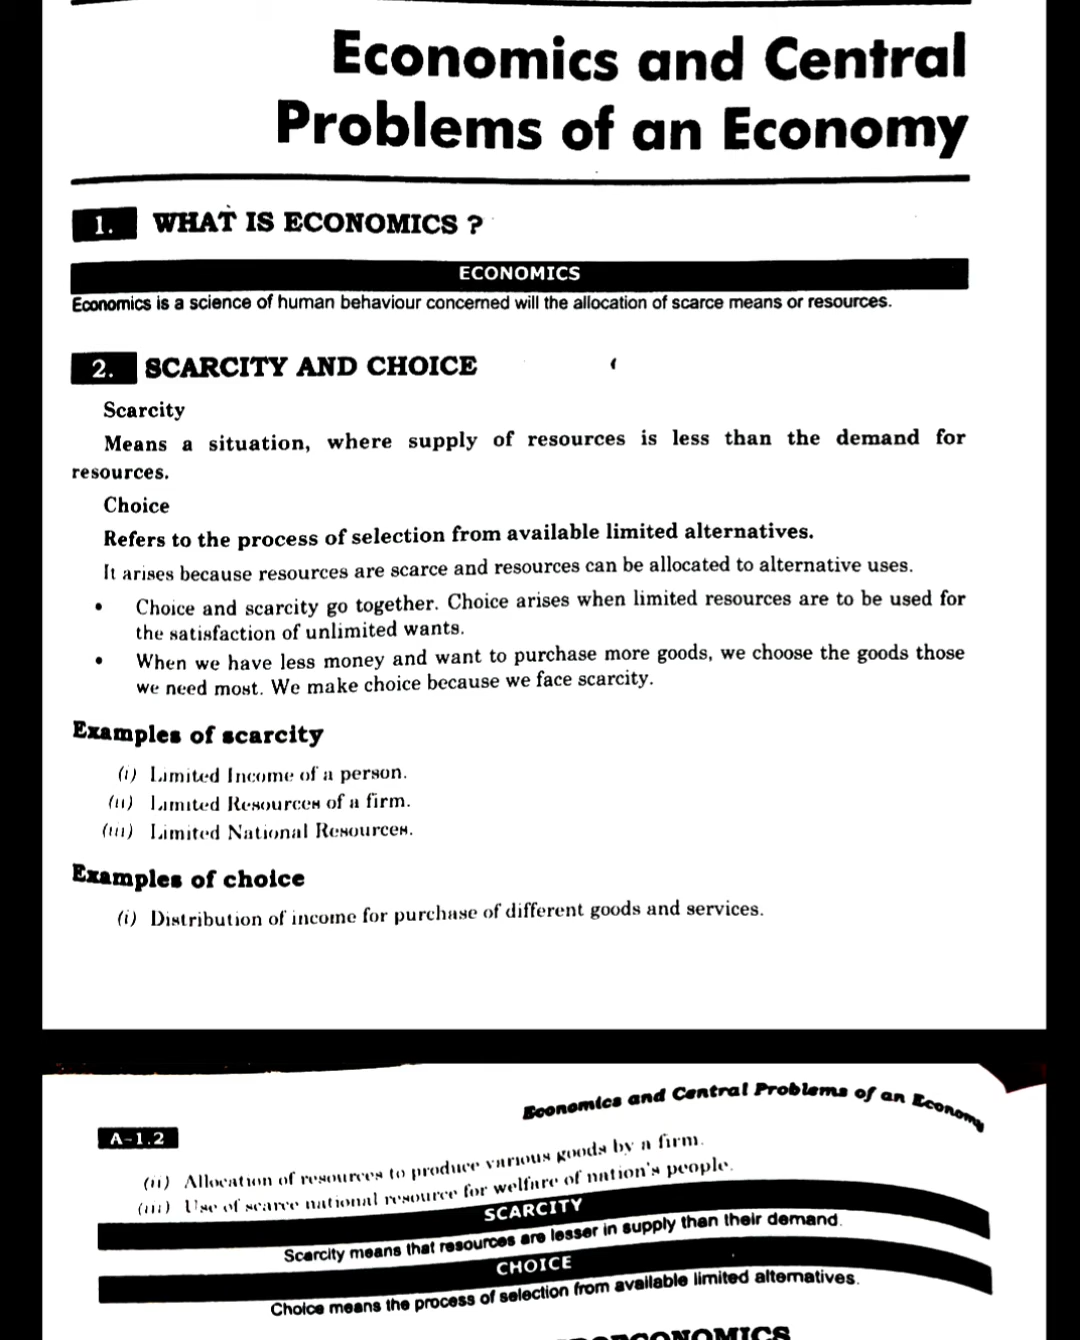 Economics and Central
Problems of an Economy
1. WHAT IS ECONOMICS ?
ECONOMICS
Economics is a science of human behaviour concerned will the allocation of scarce means or resources.
2. SCARCITY AND CHOICE
Scarcity
Means a situation, where supply of resources is less than the demand for
resources.
Choice
Refers to the process of selection from available limited alternatives.
It arises because resources are scarce and resources can be allocated to alternative uses.
• Choice and scarcity go together. Choice arises when limited resources are to be used for
the satisfaction of unlimited wants.
• When we have less money and want to purchase more goods, we choose the goods those
we need most. We make choice because we face scarcity.
Examples of scarcity
(i) Limited Income of a person.
(ii) Limited Resources of a firm.
(iii) Limited National Resources.
Examples of choice
(i) Distribution of income for purchase of different goods and services.
Economics and Central Problems of an Economy
A-1.2
(ii) Allocation of resources to produce various goods by a firm.
(iii) Use of scarce national resource for welfare of nation's people.
SCARCITY
Scarcity means that resources are lesser in supply than their demand.
CHOICE
Choice means the process of selection from available limited alternatives.